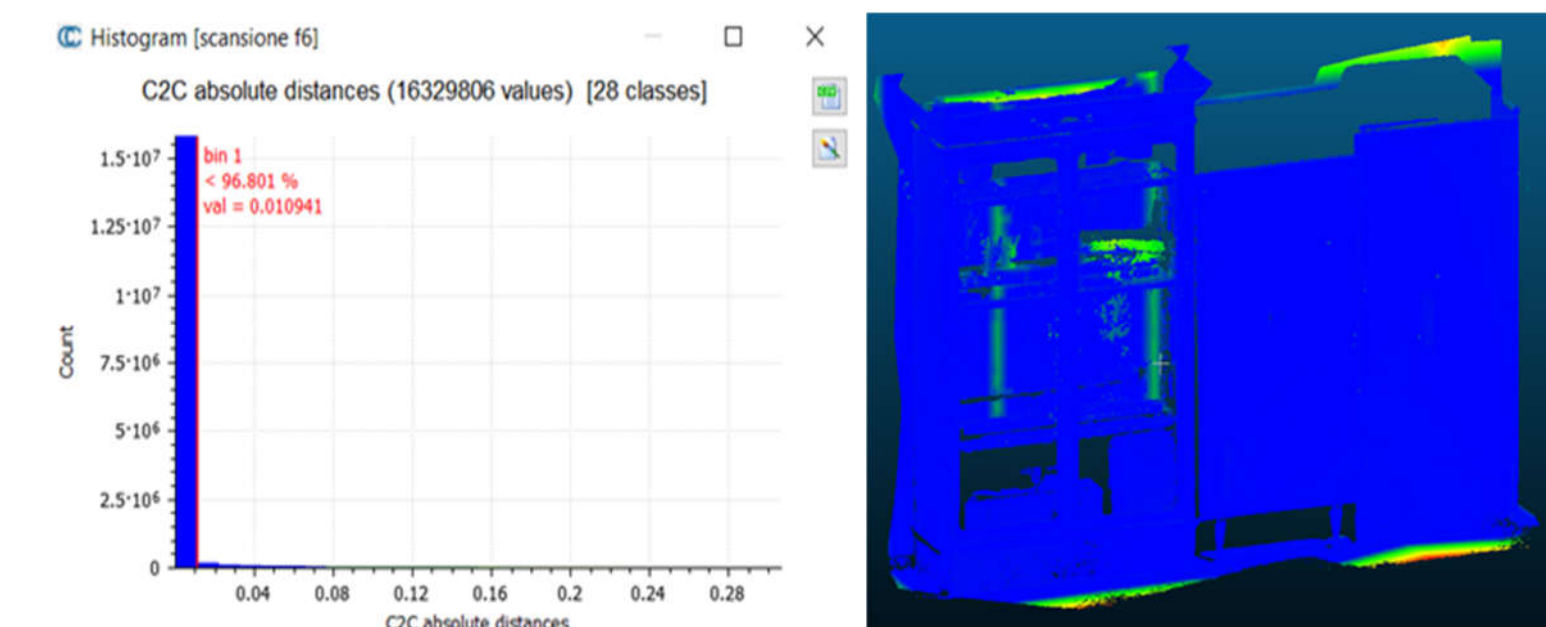 Histogram [scansione f6]
C2C absolute distances (16329806 values) [28 classes]
bin 1
< 96.801 %
val = 0.010941
1.5·10⁷
1.25·10⁷
1·10⁷
7.5·10⁶
5·10⁶
2.5·10⁶
0
Count
0.04 0.08 0.12 0.16 0.2 0.24 0.28
C2C absolute distances